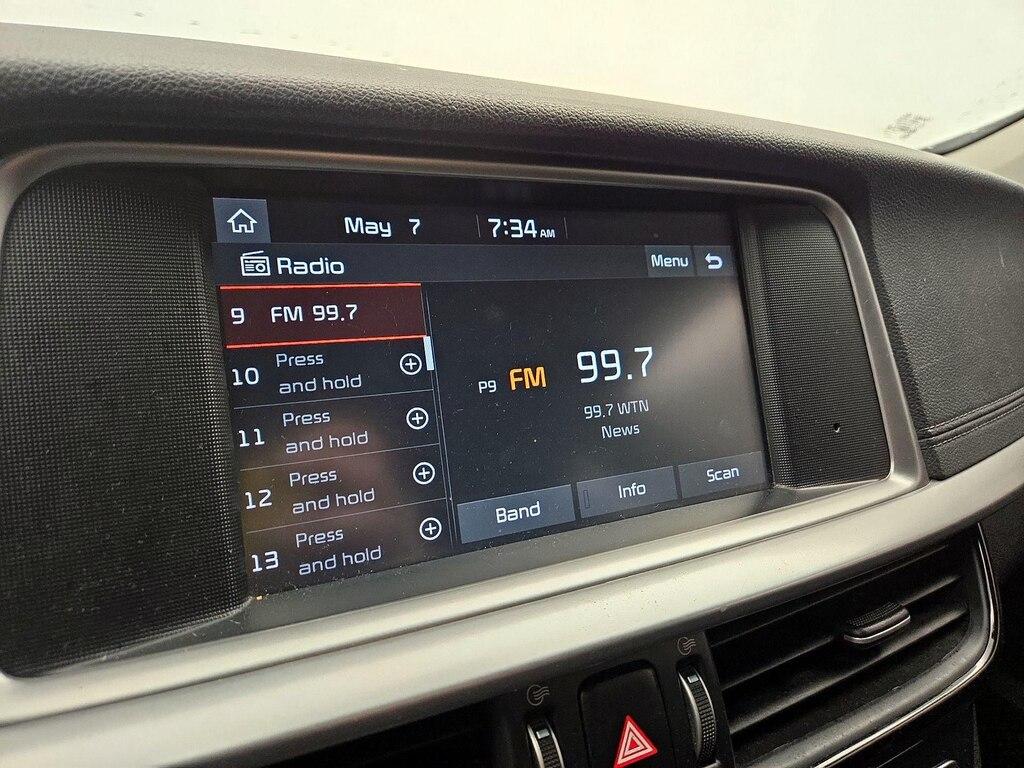 May 7 7:34 AM
Radio Menu
9 FM 99.7
10 Press
and hold
11 Press
and hold
12 Press
and hold
13 Press
and hold
P9 FM 99.7
99.7 WTN
News
Band Info Scan